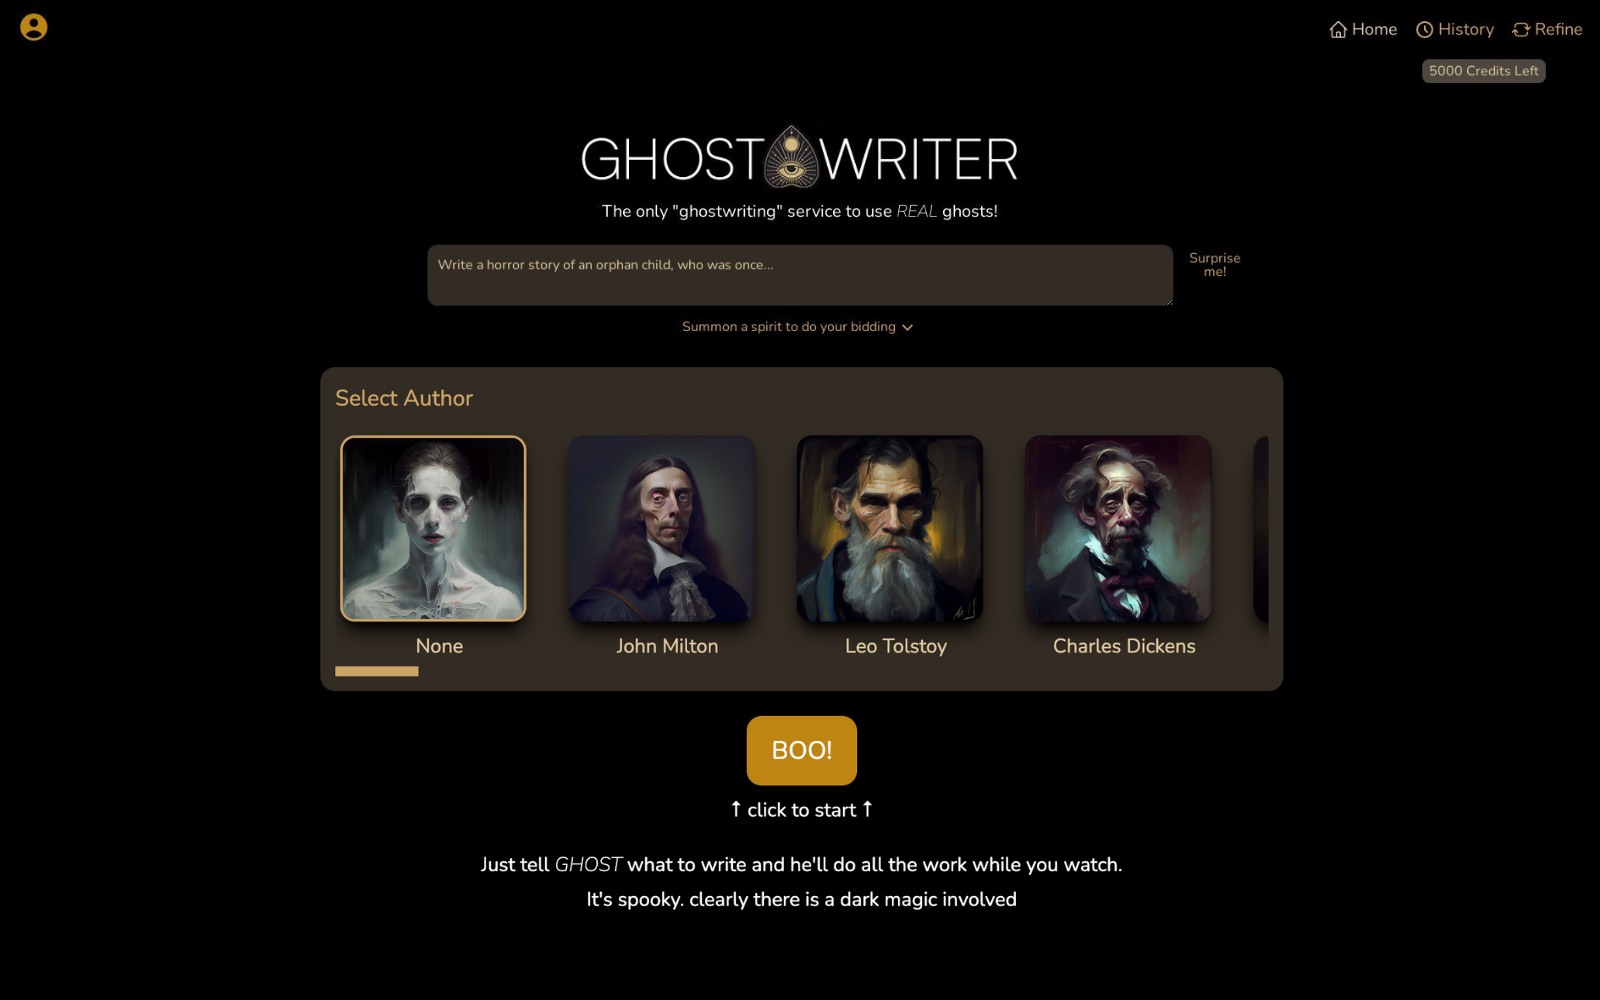 Home History Refine
5000 Credits Left
GHOST WRITER
The only "ghostwriting" service to use REAL ghosts!
Write a horror story of an orphan child, who was once...
Surprise
me!
Summon a spirit to do your bidding
Select Author
None
John Milton
Leo Tolstoy
Charles Dickens
BOO!
↑ click to start ↑
Just tell GHOST what to write and he'll do all the work while you watch.
It's spooky. clearly there is a dark magic involved